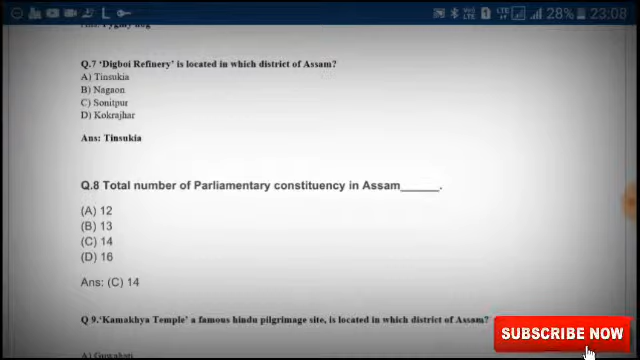 28% 23:08
Q.7 ‘Digboi Refinery’ is located in which district of Assam?
A) Tinsukia
B) Nagaon
C) Sonitpur
D) Kokrajhar
Ans: Tinsukia
Q.8 Total number of Parliamentary constituency in Assam______.
(A) 12
(B) 13
(C) 14
(D) 16
Ans: (C) 14
Q 9.‘Kamakhya Temple’ a famous hindu pilgrimage site, is located in which district of Assam?
SUBSCRIBE NOW
A) Guwahati